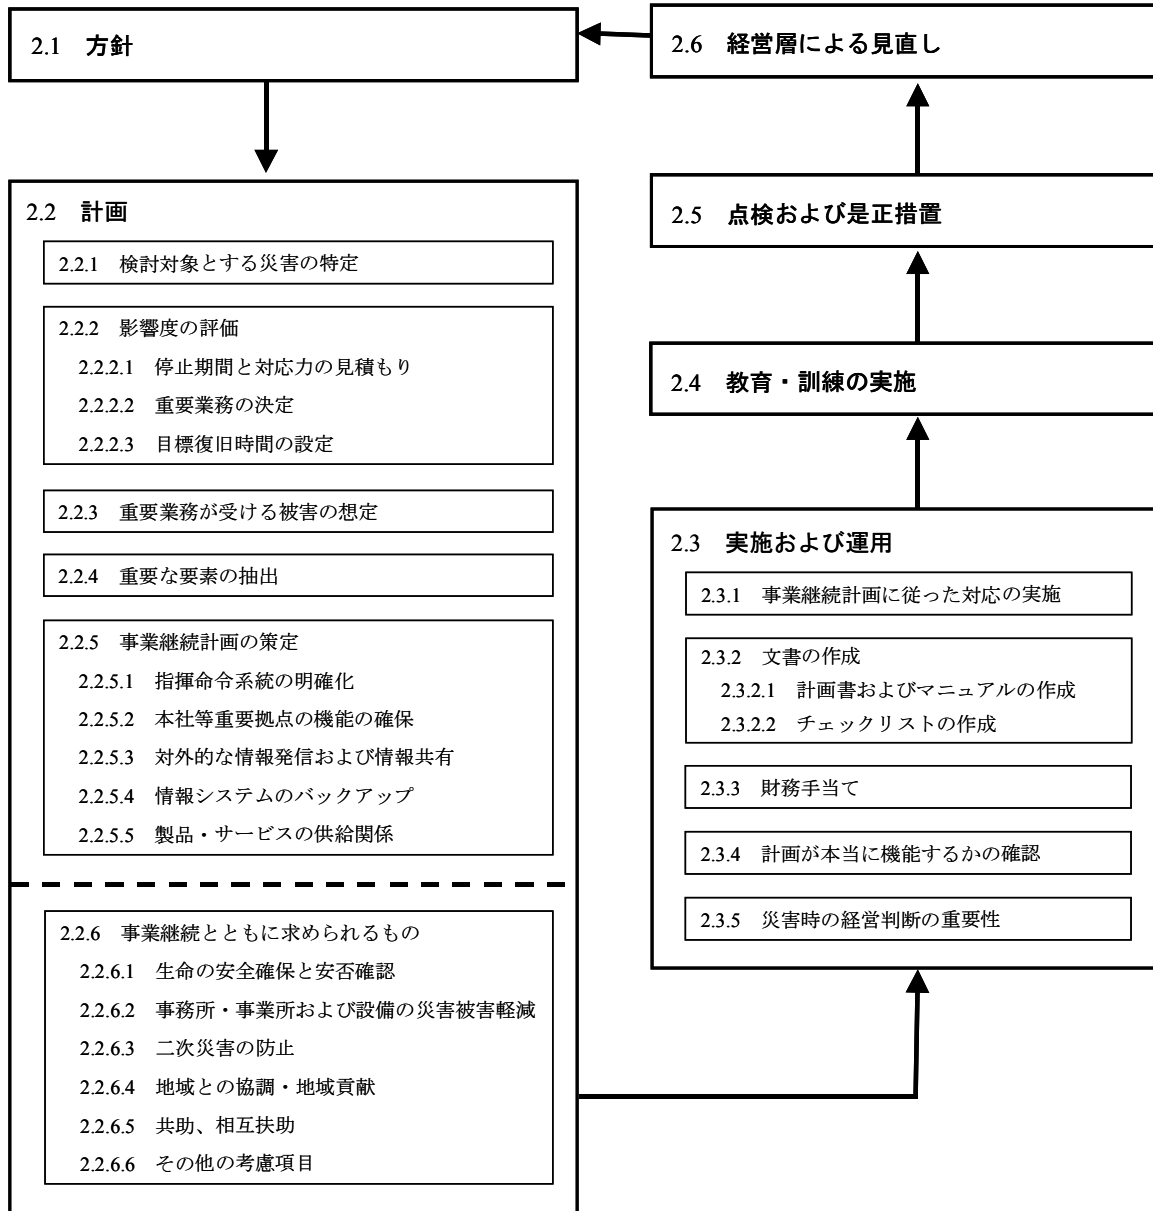 2.1 方針
2.2 計画
2.2.1 検討対象とする災害の特定
2.2.2 影響度の評価
2.2.2.1 停止期間と対応力の見積もり
2.2.2.2 重要業務の決定
2.2.2.3 目標復旧時間の設定
2.2.3 重要業務が受ける被害の想定
2.2.4 重要な要素の抽出
2.2.5 事業継続計画の策定
2.2.5.1 指揮命令系統の明確化
2.2.5.2 本社等重要拠点の機能の確保
2.2.5.3 対外的な情報発信および情報共有
2.2.5.4 情報システムのバックアップ
2.2.5.5 製品・サービスの供給関係
2.2.6 事業継続とともに求められるもの
2.2.6.1 生命の安全確保と安否確認
2.2.6.2 事務所・事業所および設備の災害被害軽減
2.2.6.3 二次災害の防止
2.2.6.4 地域との協調・地域貢献
2.2.6.5 共助、相互扶助
2.2.6.6 その他の考慮項目
2.6 経営層による見直し
2.5 点検および是正措置
2.4 教育・訓練の実施
2.3 実施および運用
2.3.1 事業継続計画に従った対応の実施
2.3.2 文書の作成
2.3.2.1 計画書およびマニュアルの作成
2.3.2.2 チェックリストの作成
2.3.3 財務手当て
2.3.4 計画が本当に機能するかの確認
2.3.5 災害時の経営判断の重要性